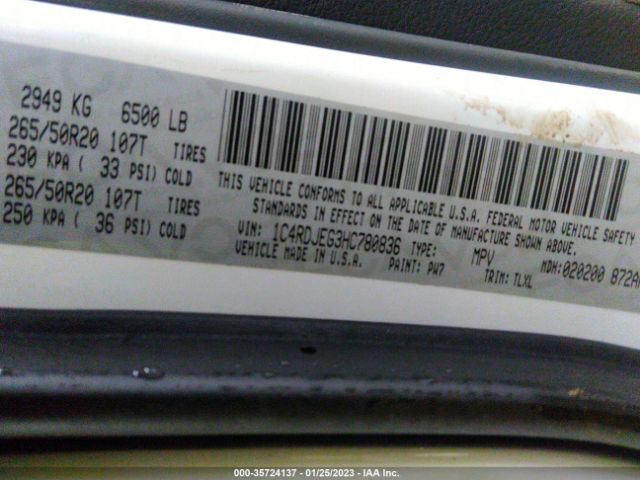 2949 KG 6500 LB
265/50R20 107T TIRES
230 KPA ( 33 PSI) COLD
265/50R20 107T TIRES
250 KPA ( 36 PSI) COLD
THIS VEHICLE CONFORMS TO ALL APPLICABLE U.S.A. FEDERAL MOTOR VEHICLE SAFETY
STANDARDS IN EFFECT ON THE DATE OF MANUFACTURE SHOWN ABOVE.
VIN: 1C4RDJEG3HC780836 TYPE: MPV MDH:020200 872A
VEHICLE MADE IN U.S.A. PAINT: PW7 TRIM: TLXL
000-35724137 - 01/25/2023 - IAA Inc.